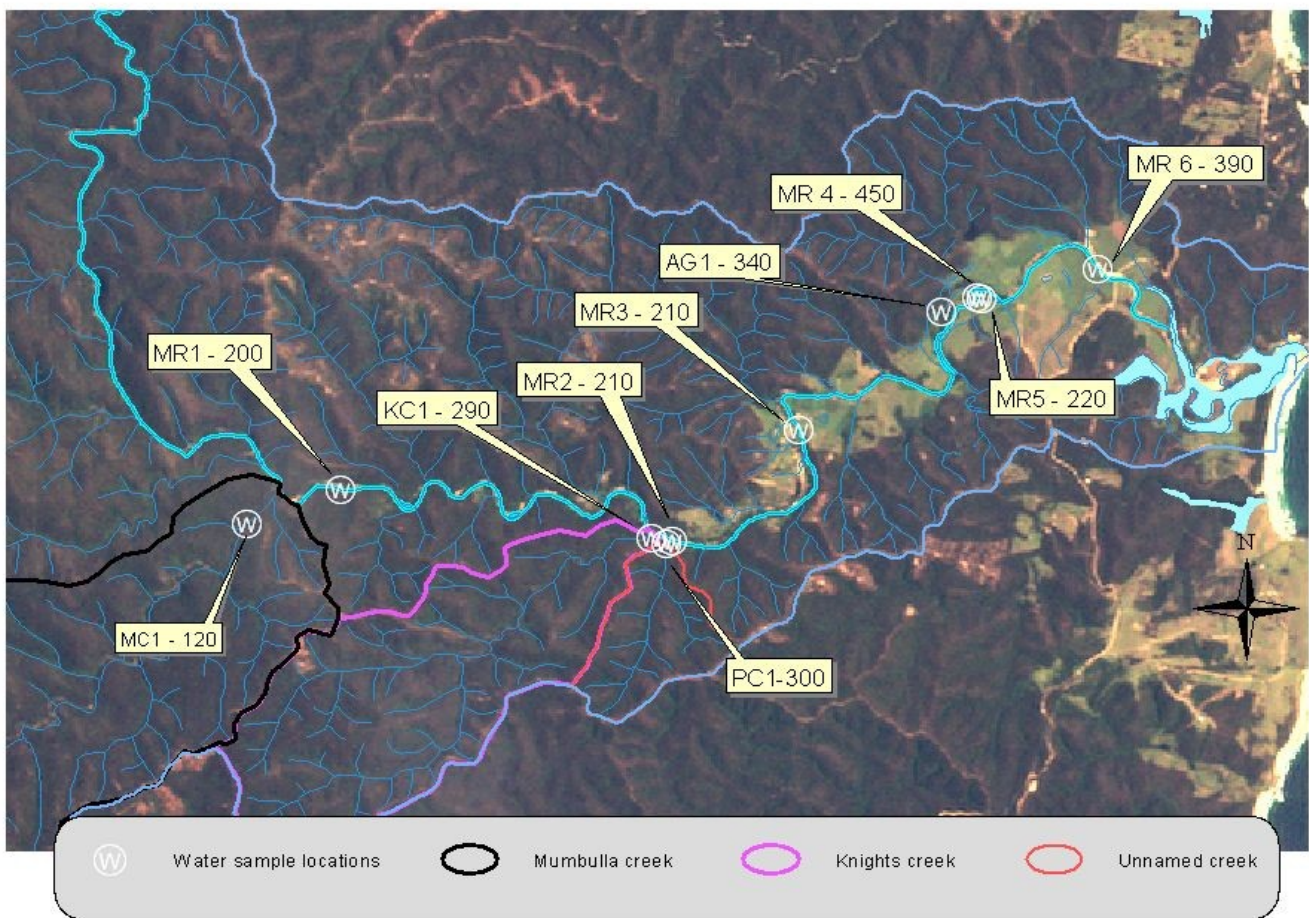 MR 6 - 390
MR 4 - 450
AG1 - 340
MR3 - 210
MR1 - 200
MR2 - 210
KC1 - 290
MR5 - 220
N
MC1 - 120
PC1-300
W
W
W
W
W
W
W
W
W Water sample locations
Mumbulla creek
Knights creek
Unnamed creek